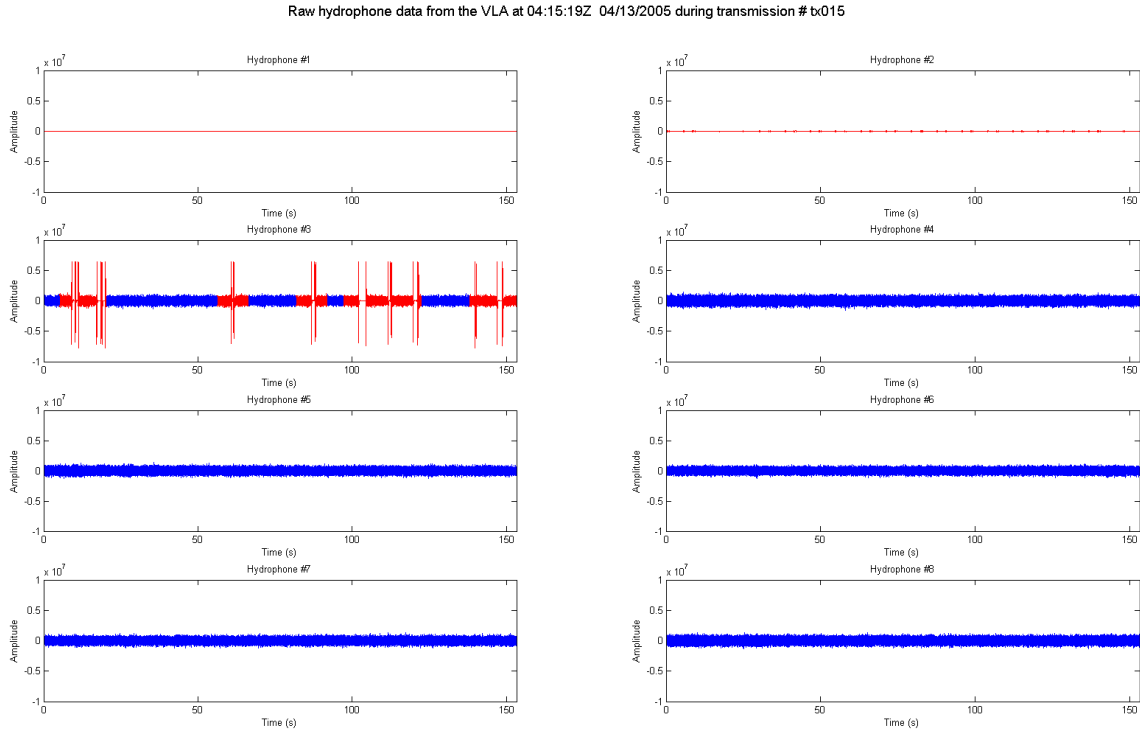 Raw hydrophone data from the VLA at 04:15:19Z  04/13/2005 during transmission # tx015
Hydrophone #1
x 10^7
1
0.5
0
-0.5
-1
Amplitude
0 50 100 150
Time (s)
Hydrophone #2
x 10^7
1
0.5
0
-0.5
-1
Amplitude
0 50 100 150
Time (s)
Hydrophone #3
x 10^7
1
0.5
0
-0.5
-1
Amplitude
0 50 100 150
Time (s)
Hydrophone #4
x 10^7
1
0.5
0
-0.5
-1
Amplitude
0 50 100 150
Time (s)
Hydrophone #5
x 10^7
1
0.5
0
-0.5
-1
Amplitude
0 50 100 150
Time (s)
Hydrophone #6
x 10^7
1
0.5
0
-0.5
-1
Amplitude
0 50 100 150
Time (s)
Hydrophone #7
x 10^7
1
0.5
0
-0.5
-1
Amplitude
0 50 100 150
Time (s)
Hydrophone #8
x 10^7
1
0.5
0
-0.5
-1
Amplitude
0 50 100 150
Time (s)